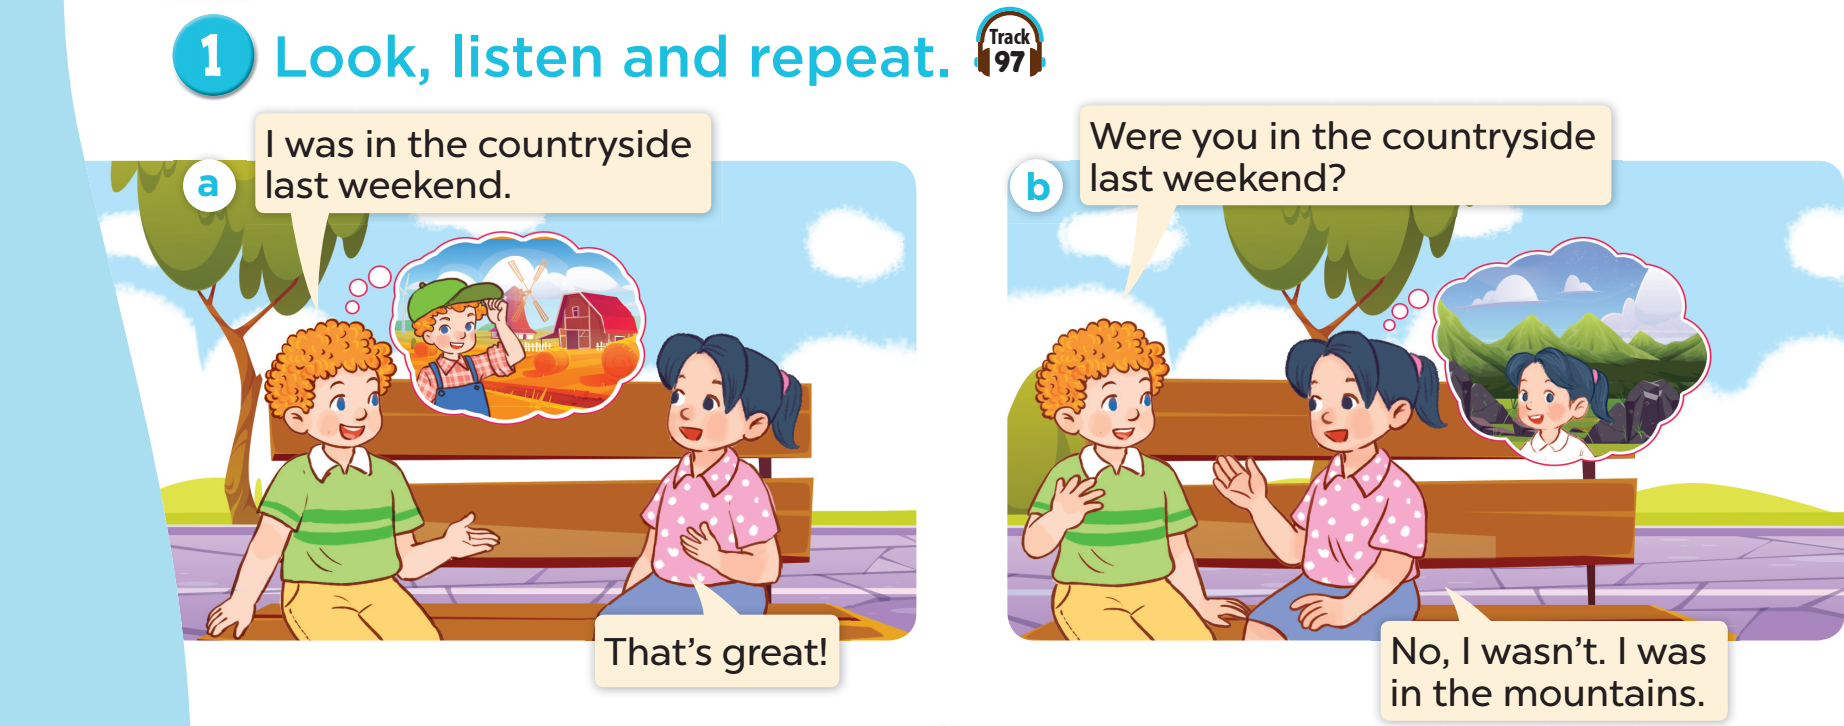 1 Look, listen and repeat.
Track
97
a
I was in the countryside
last weekend.
That's great!
b
Were you in the countryside
last weekend?
No, I wasn't. I was
in the mountains.